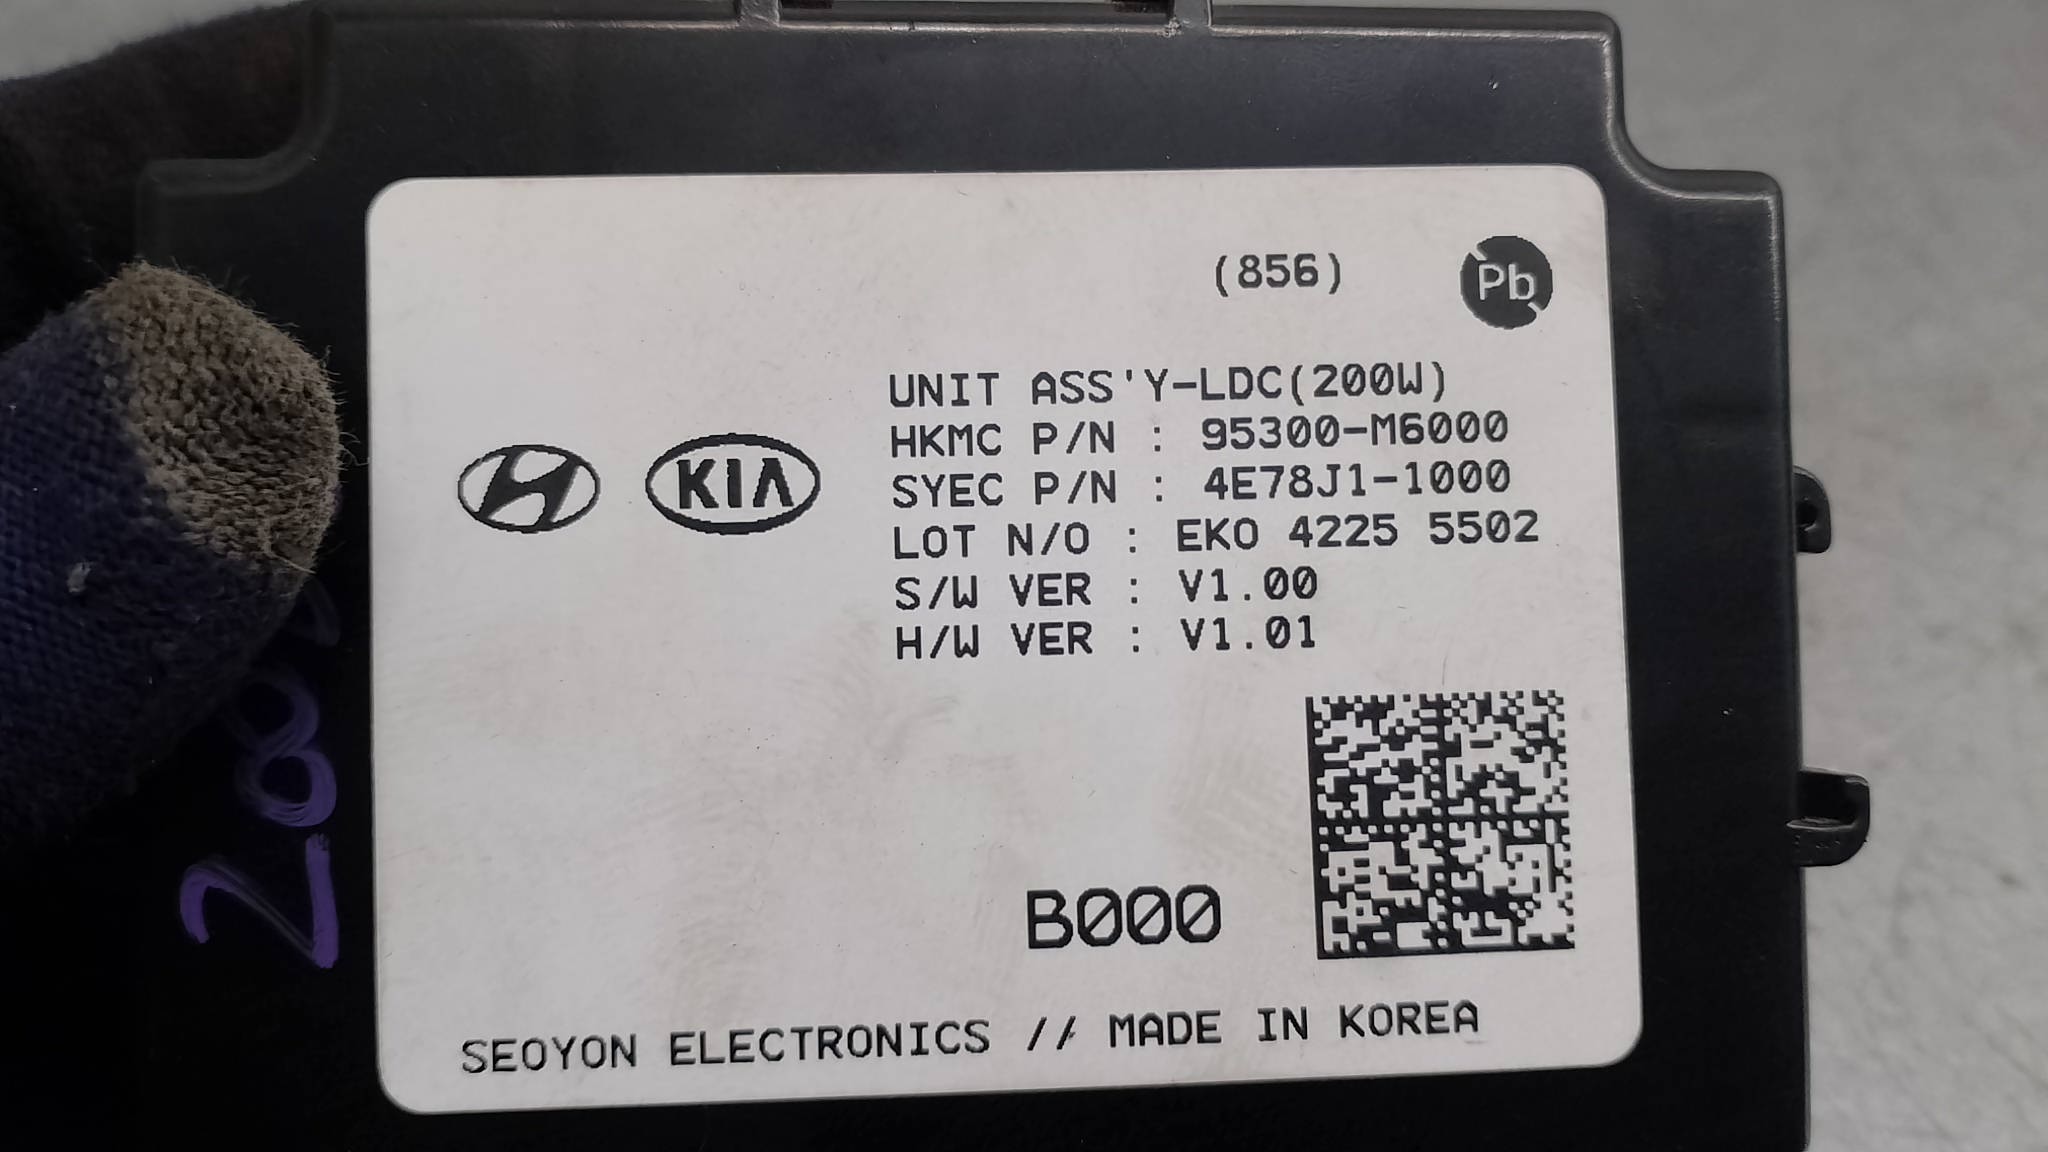 (856)
Pb
UNIT ASS'Y-LDC(200W)
HKMC P/N : 95300-M6000
SYEC P/N : 4E78J1-1000
KIA
LOT N/O : EKO 4225 5502
S/W VER : V1.00
H/W VER : V1.01
B000
SEOYON ELECTRONICS // MADE IN KOREA